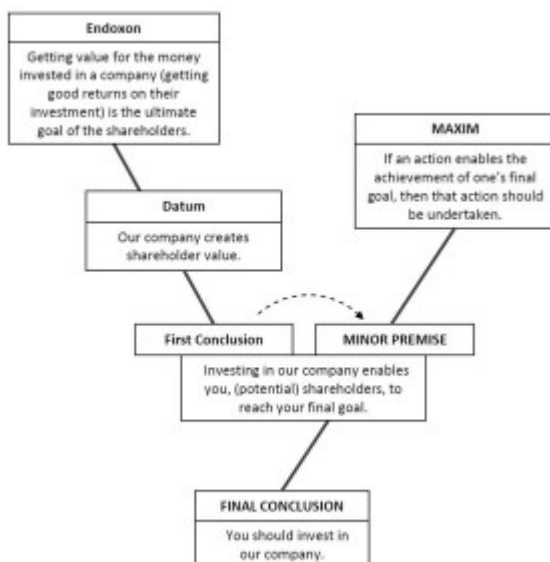 Endoxon
Getting value for the money
invested in a company (getting
good returns on their
investment) is the ultimate
goal of the shareholders.
MAXIM
If an action enables the
achievement of one's final
goal, then that action should
be undertaken.
Datum
Our company creates
shareholder value.
First Conclusion
MINOR PREMISE
Investing in our company enables
you, (potential) shareholders, to
reach your final goal.
FINAL CONCLUSION
You should invest in
our company.